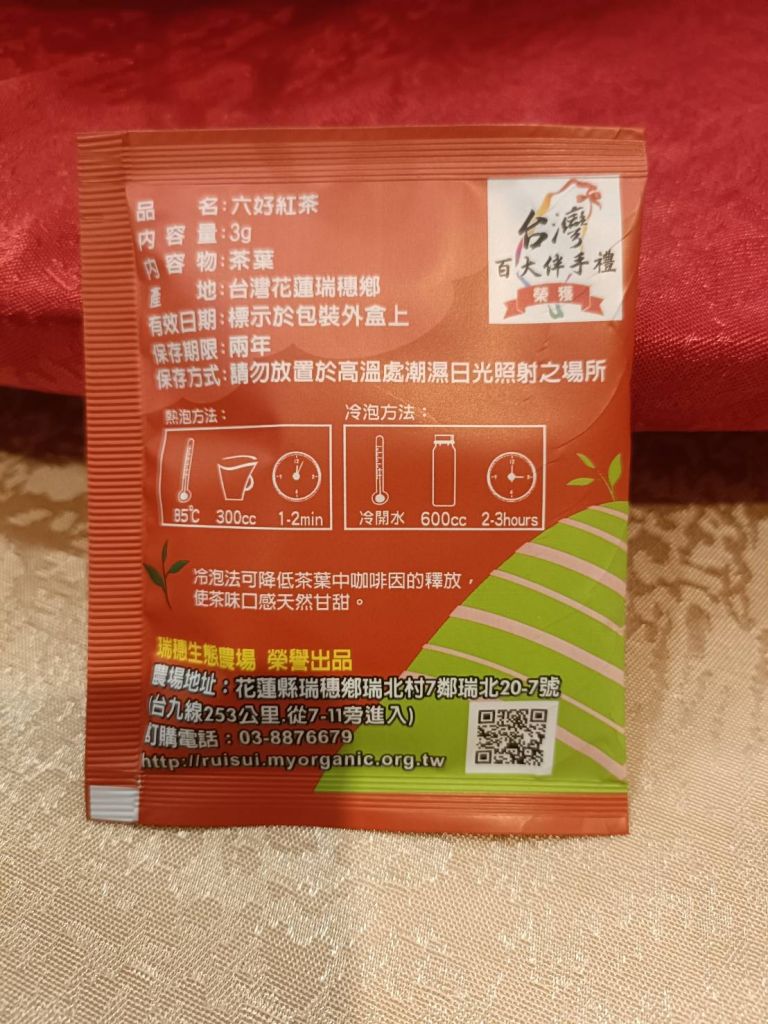 品名:六好紅茶
內容量:3g
內容物:茶葉
產地:台灣花蓮瑞穗鄉
有效日期:標示於包裝外盒上
保存期限:兩年
保存方式:請勿放置於高溫處潮濕日光照射之場所
台灣
百大伴手禮
榮獲
熱泡方法:
85℃ 300cc 1-2min
冷泡方法:
冷開水 600cc 2-3hours
冷泡法可降低茶葉中咖啡因的釋放,
使茶味口感天然甘甜。
瑞穗生態農場 榮譽出品
農場地址:花蓮縣瑞穗鄉瑞北村7鄰瑞北20-7號
(台九線253公里.從7-11旁進入)
訂購電話:03-8876679
http://ruisui.myorganic.org.tw